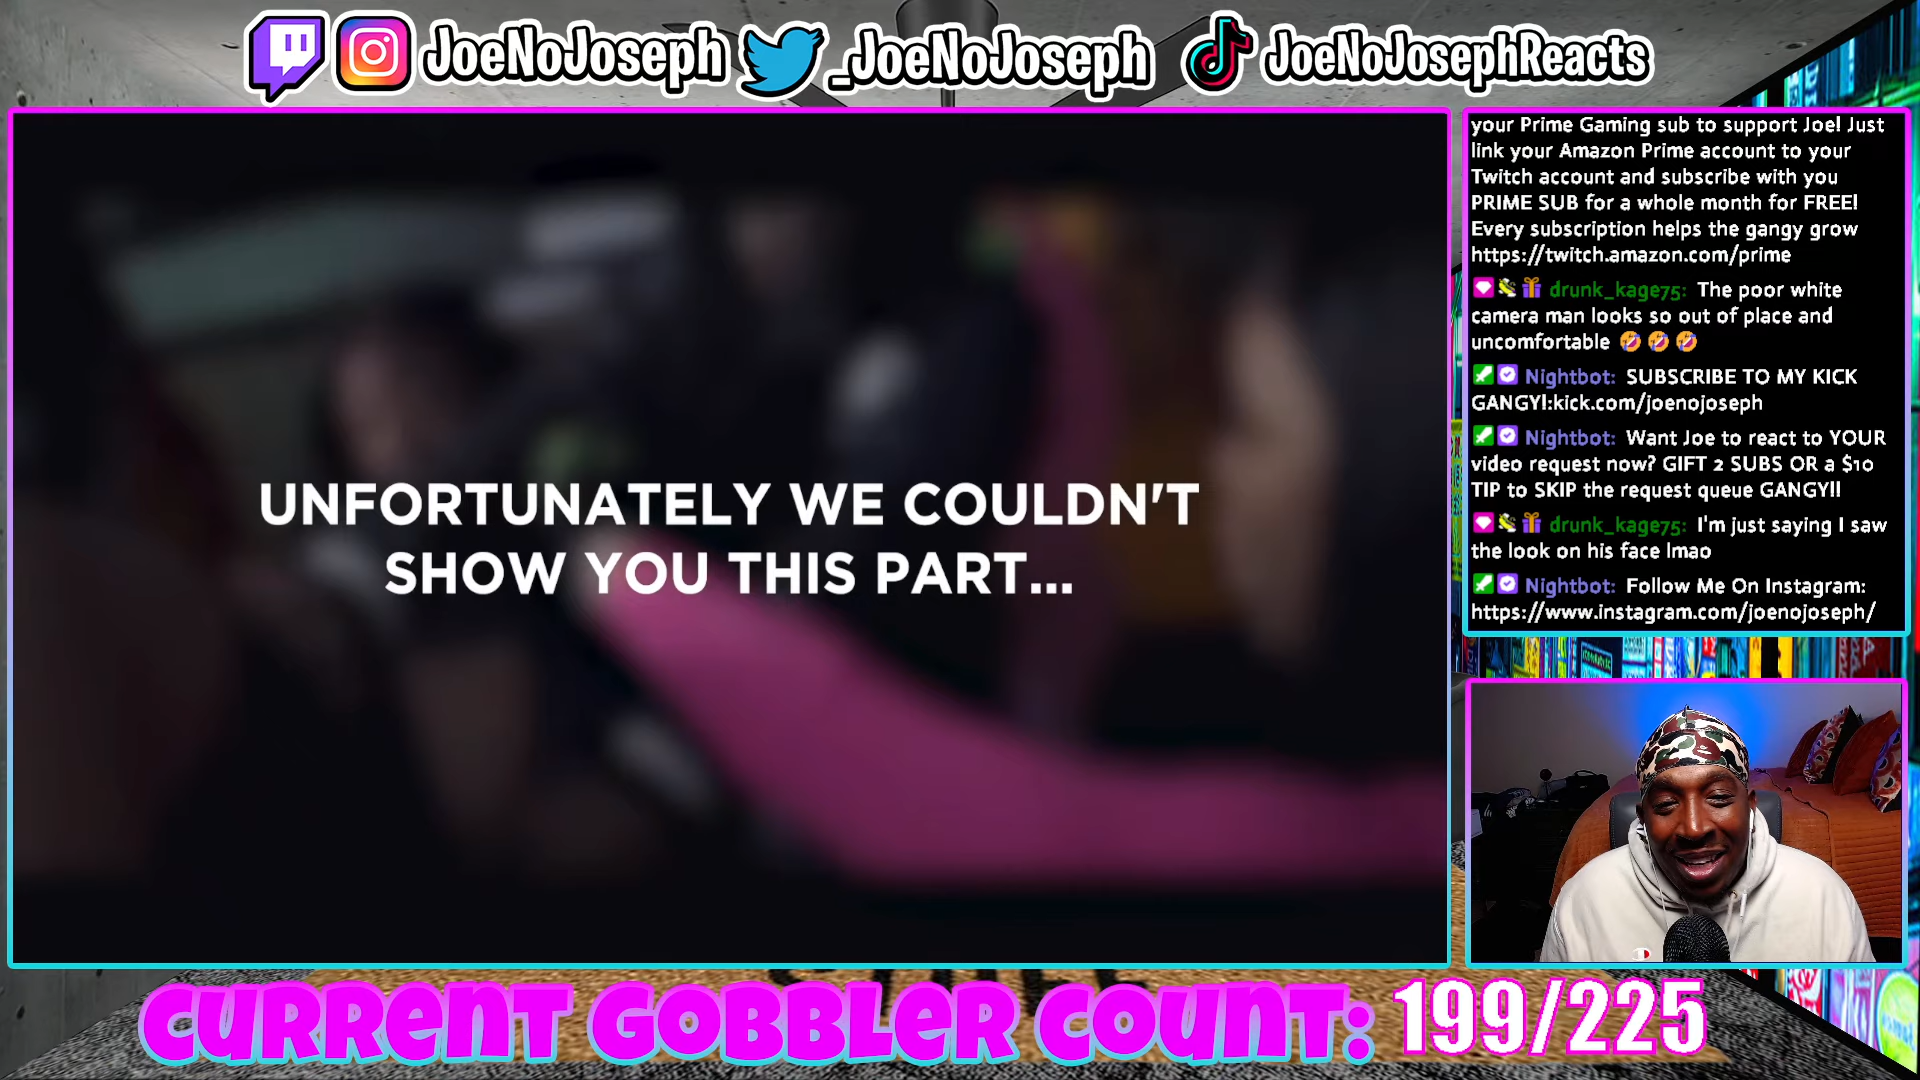 JoeNoJoseph _JoeNoJoseph JoeNoJosephReacts
UNFORTUNATELY WE COULDN'T
SHOW YOU THIS PART...
your Prime Gaming sub to support Joe! Just
link your Amazon Prime account to your
Twitch account and subscribe with you
PRIME SUB for a whole month for FREE!
Every subscription helps the gangy grow
https://twitch.amazon.com/prime
drunk_kage75: The poor white
camera man looks so out of place and
uncomfortable 🤣🤣🤣
Nightbot: SUBSCRIBE TO MY KICK
GANGY!:kick.com/joenojoseph
Nightbot: Want Joe to react to YOUR
video request now? GIFT 2 SUBS OR a $10
TIP to SKIP the request queue GANGY!!
drunk_kage75: I'm just saying I saw
the look on his face lmao
Nightbot: Follow Me On Instagram:
https://www.instagram.com/joenojoseph/
CURRENT GOBBLER COUNT: 199/225